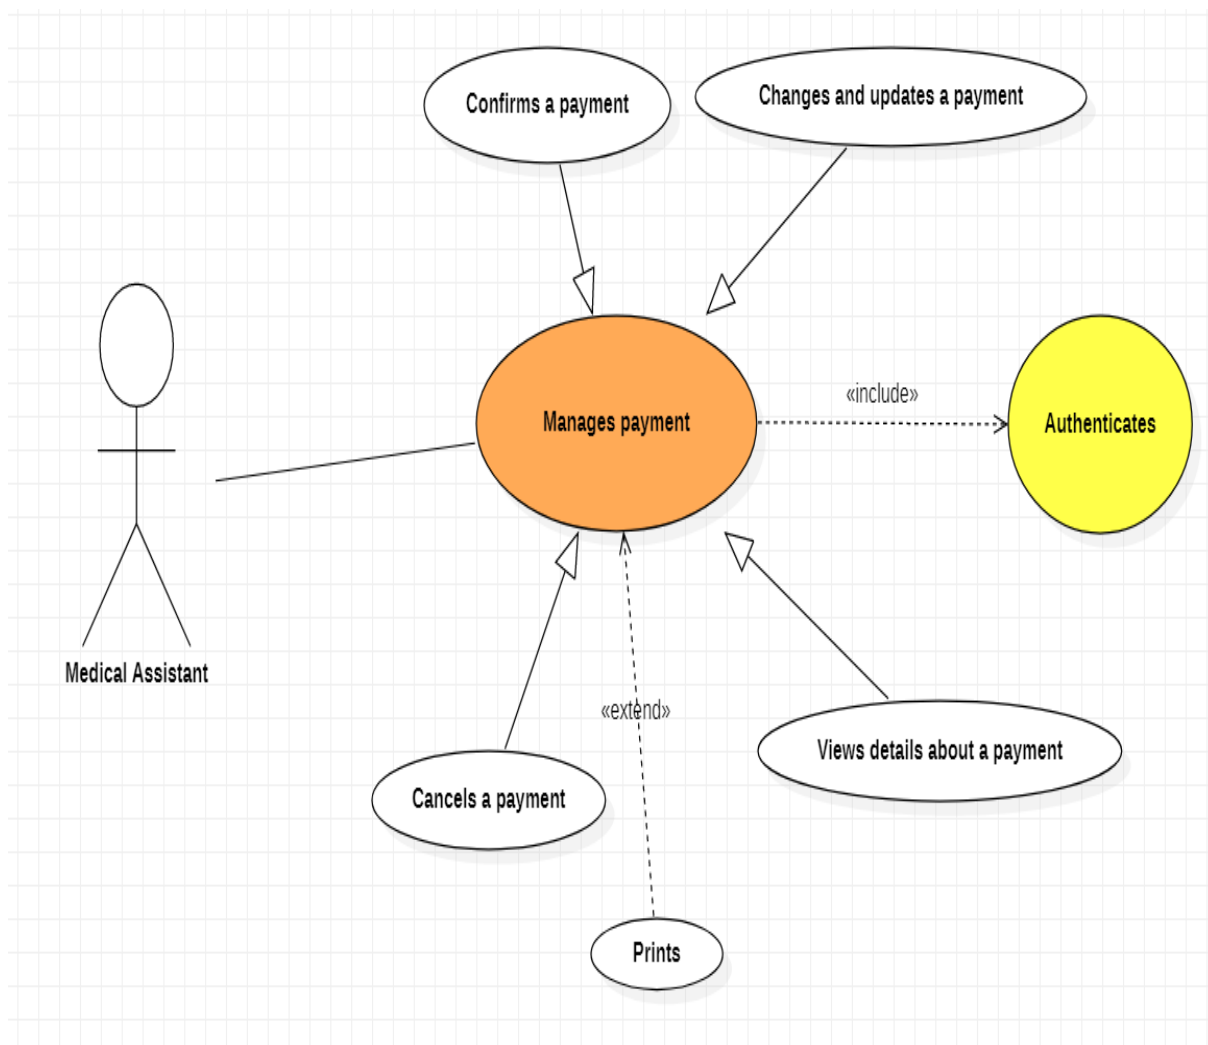 Confirms a payment
Changes and updates a payment
«include»
Manages payment
Authenticates
Medical Assistant
«extend»
Views details about a payment
Cancels a payment
Prints